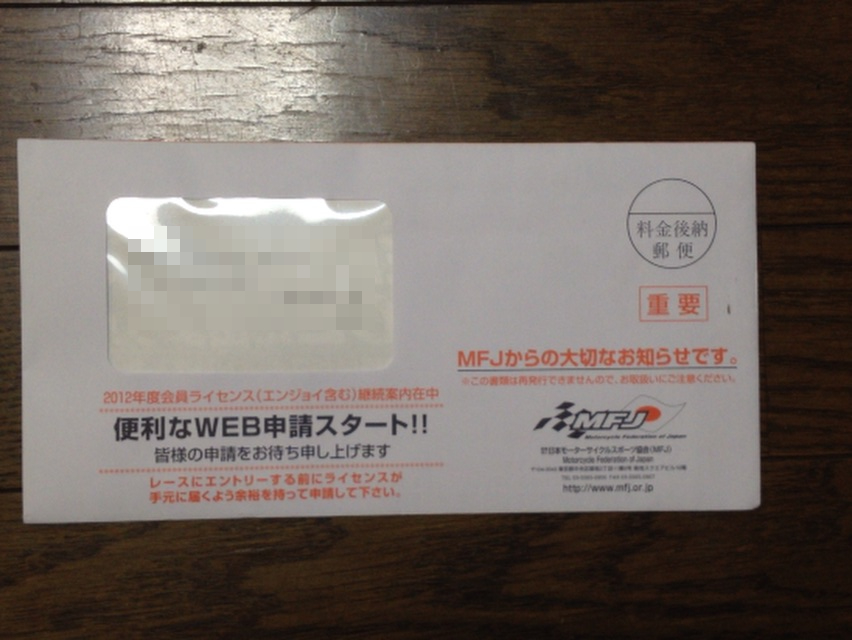 料金後納
郵便
重要
MFJからの大切なお知らせです。
※この書類は再発行できませんので、お取扱いにご注意ください。
2012年度会員ライセンス(エンジョイ含む)継続案内在中
便利なWEB申請スタート!!
皆様の申請をお待ち申し上げます
レースにエントリーする前にライセンスが
手元に届くよう余裕を持って申請して下さい。
MFJ
Motorcycle Federation of Japan
日本モーターサイクルスポーツ協会(MFJ)
Motorcycle Federation of Japan
http://www.mfj.or.jp